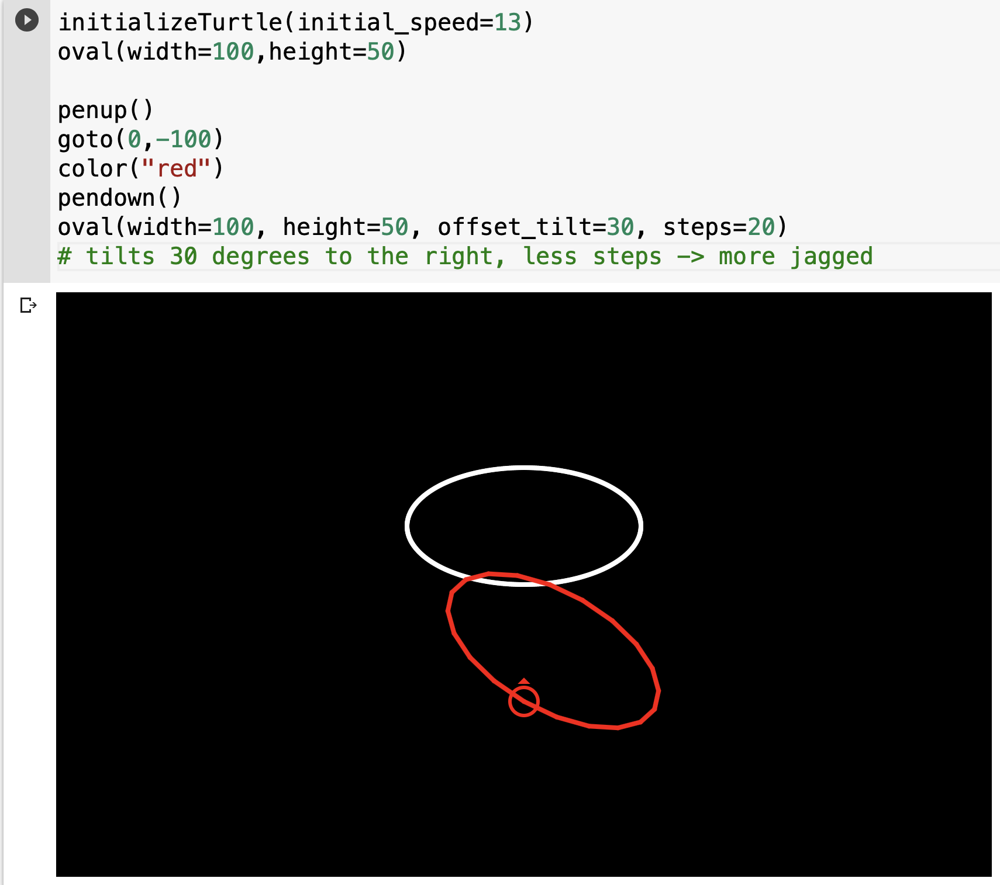 initializeTurtle(initial_speed=13)
oval(width=100,height=50)
penup()
goto(0,-100)
color("red")
pendown()
oval(width=100, height=50, offset_tilt=30, steps=20)
# tilts 30 degrees to the right, less steps -> more jagged